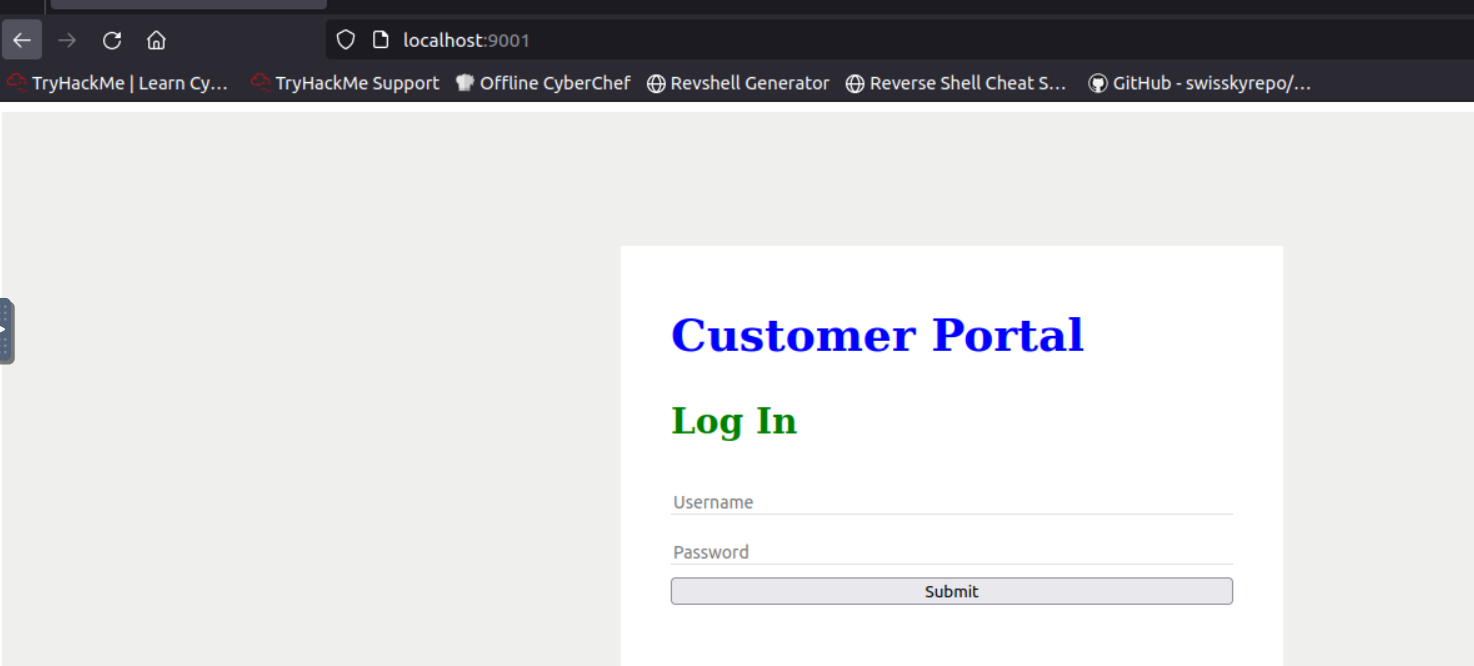 localhost:9001
TryHackMe | Learn Cy… TryHackMe Support Offline CyberChef Revshell Generator Reverse Shell Cheat S… GitHub - swisskyrepo/…
Customer Portal
Log In
Username
Password
Submit